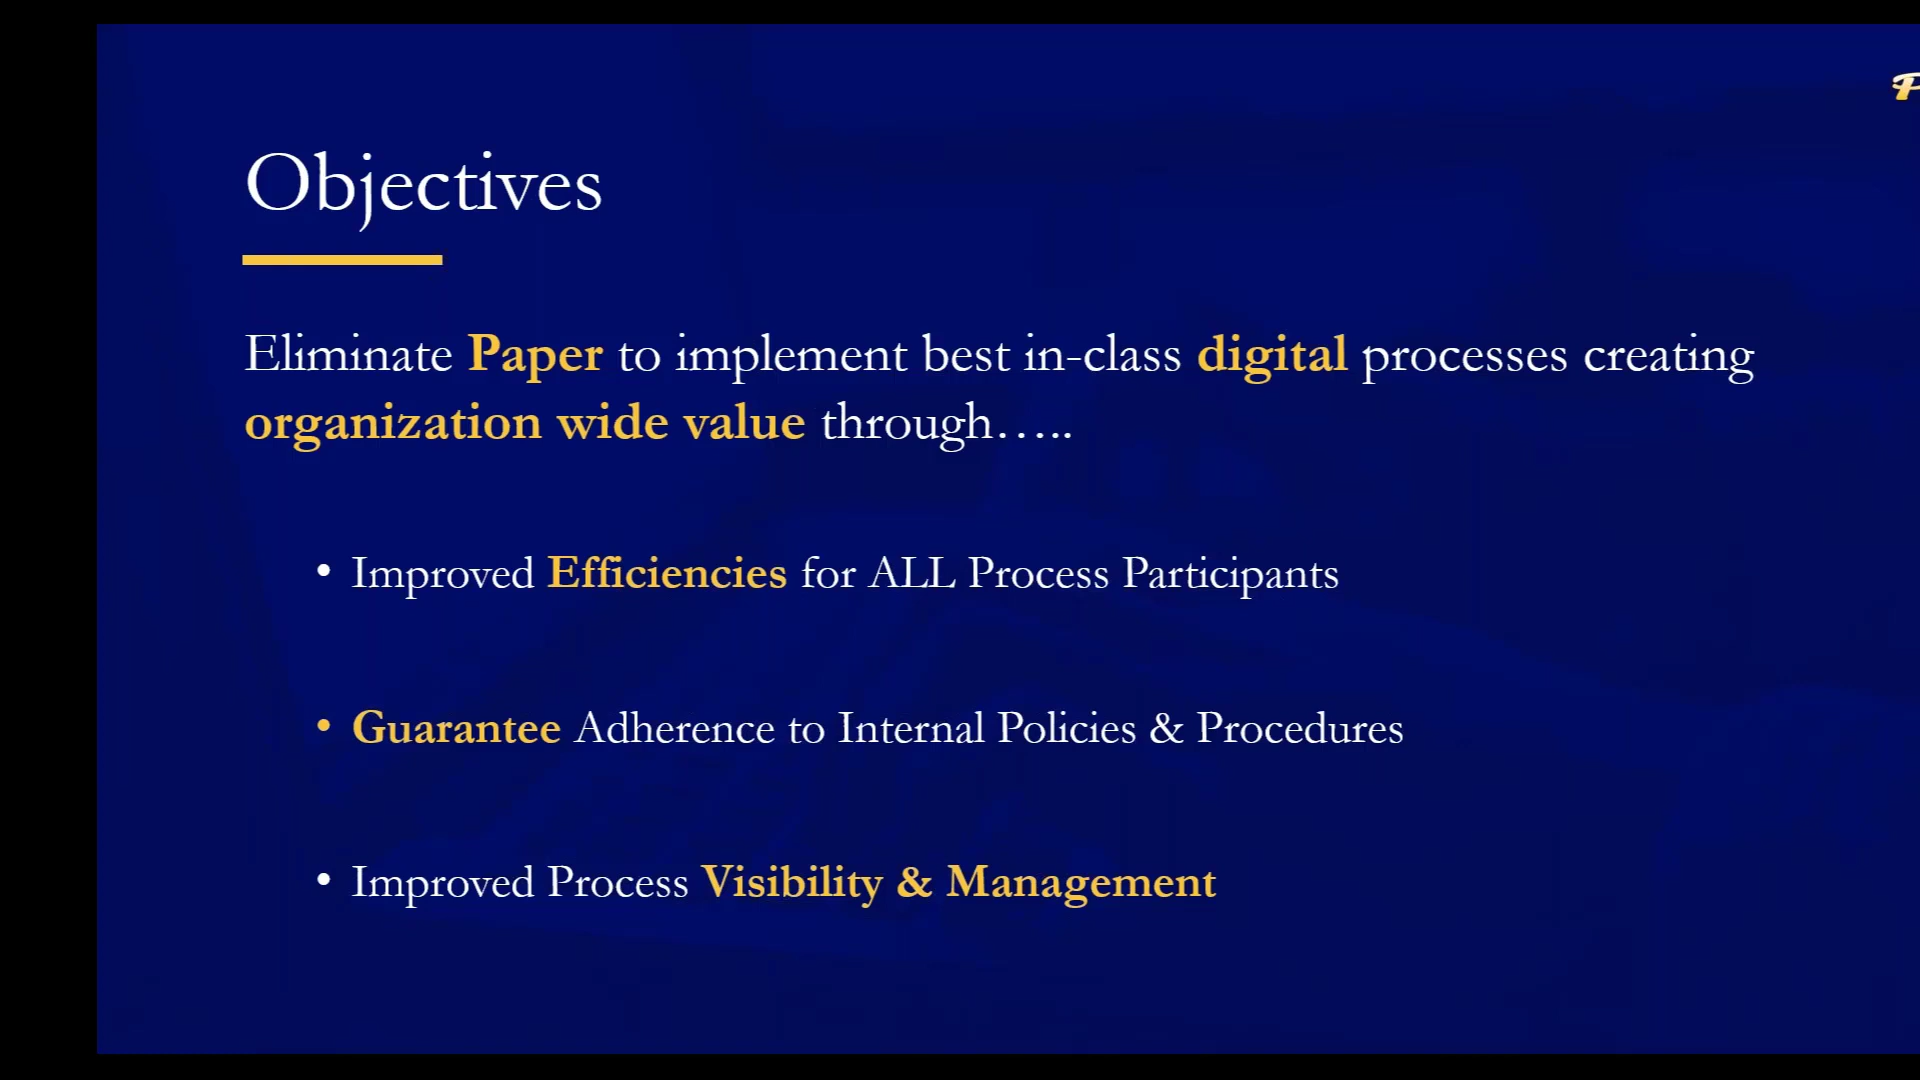 Objectives
Eliminate Paper to implement best in-class digital processes creating
organization wide value through…..
• Improved Efficiencies for ALL Process Participants
• Guarantee Adherence to Internal Policies & Procedures
• Improved Process Visibility & Management